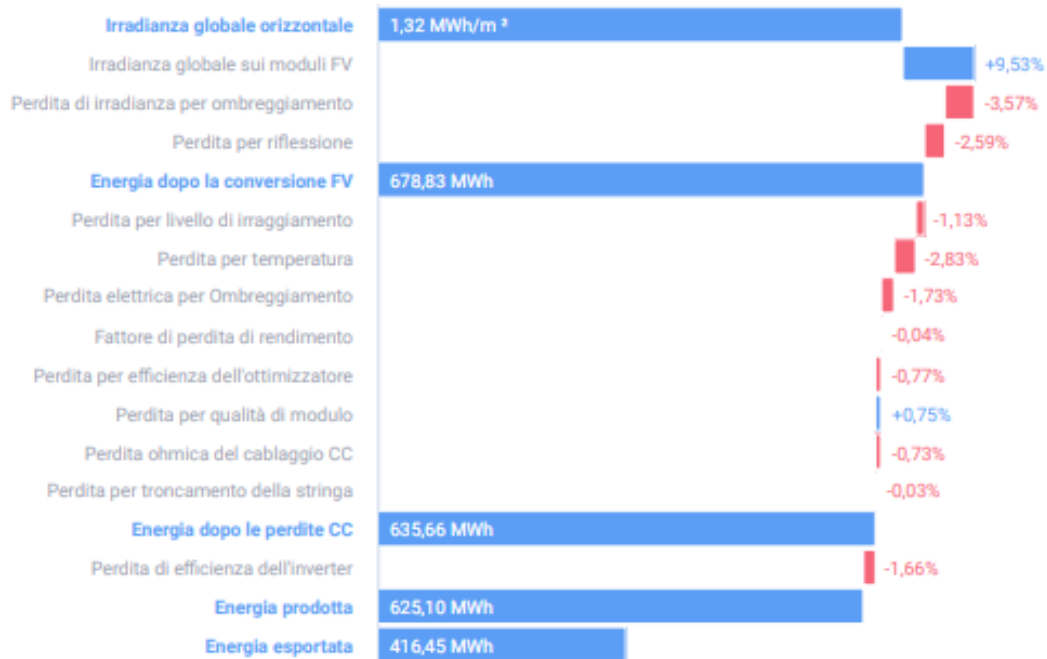 Irradianza globale orizzontale 1,32 MWh/m ²
Irradianza globale sui moduli FV +9,53%
Perdita di irradianza per ombreggiamento -3,57%
Perdita per riflessione -2,59%
Energia dopo la conversione FV 678,83 MWh
Perdita per livello di irraggiamento -1,13%
Perdita per temperatura -2,83%
Perdita elettrica per Ombreggiamento -1,73%
Fattore di perdita di rendimento -0,04%
Perdita per efficienza dell'ottimizzatore -0,77%
Perdita per qualità di modulo +0,75%
Perdita ohmica del cablaggio CC -0,73%
Perdita per troncamento della stringa -0,03%
Energia dopo le perdite CC 635,66 MWh
Perdita di efficienza dell'inverter -1,66%
Energia prodotta 625,10 MWh
Energia esportata 416,45 MWh